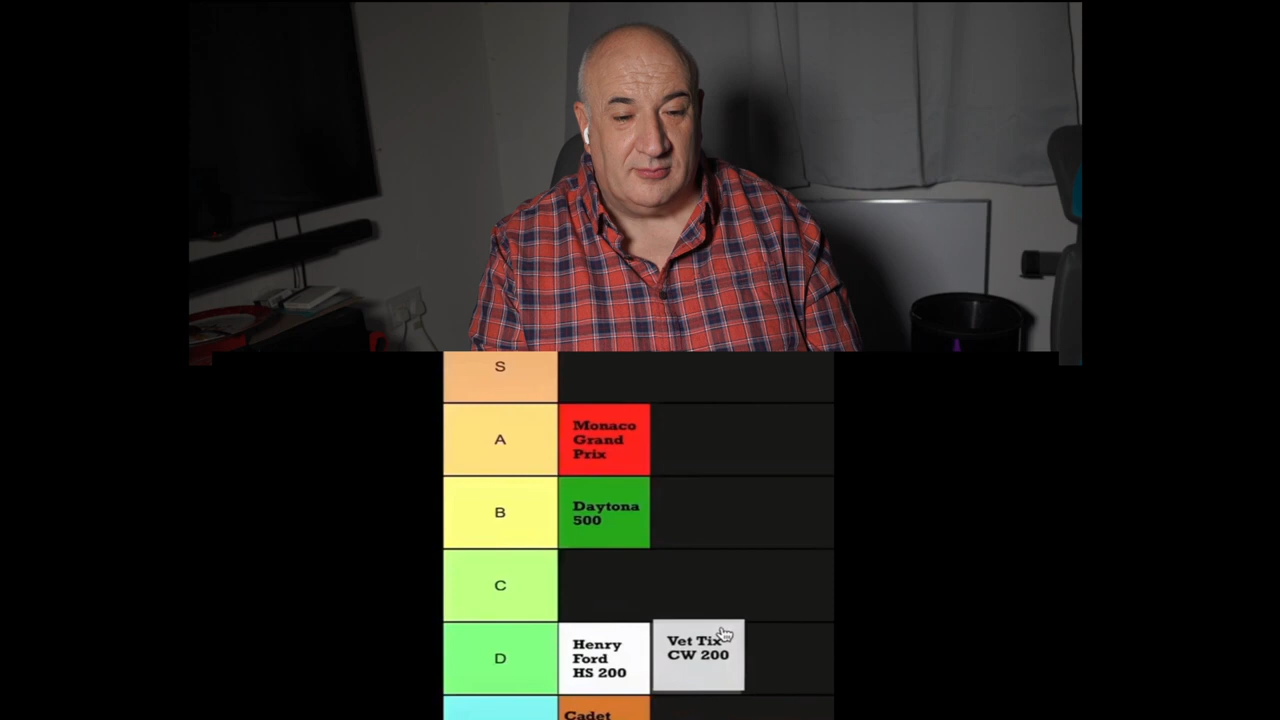 S
A
Monaco
Grand
Prix
B
Daytona
500
C
D
Henry
Ford
HS 200
Vet Tix
CW 200
Cadet